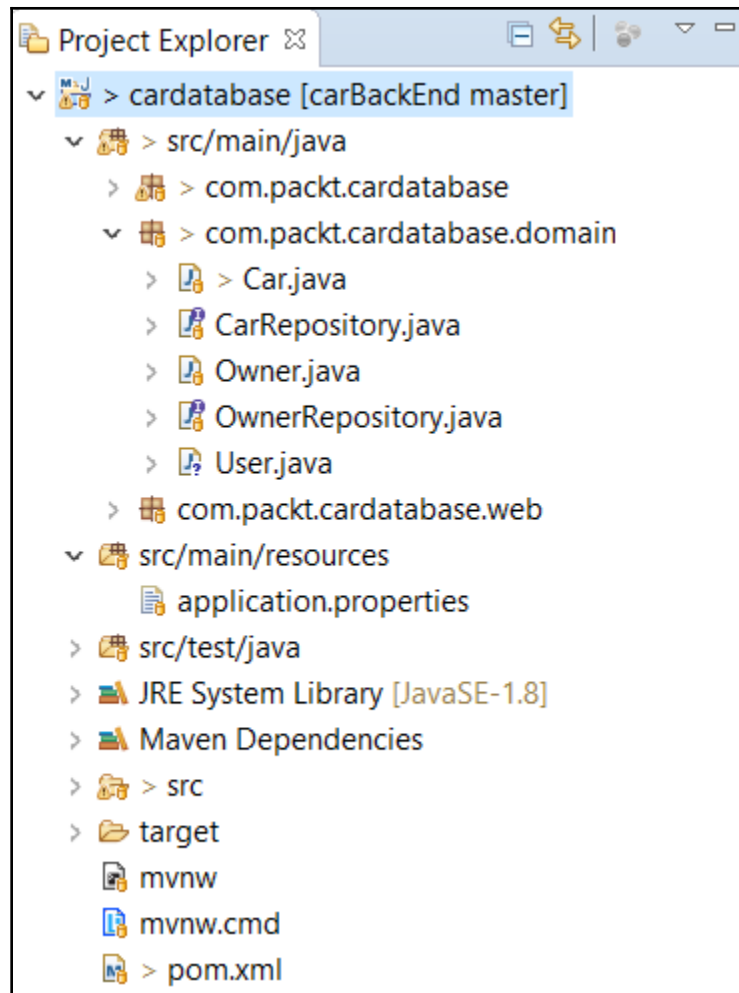 Project Explorer
> cardatabase [carBackEnd master]
> src/main/java
> com.packt.cardatabase
> com.packt.cardatabase.domain
> Car.java
CarRepository.java
Owner.java
OwnerRepository.java
User.java
com.packt.cardatabase.web
src/main/resources
application.properties
src/test/java
JRE System Library [JavaSE-1.8]
Maven Dependencies
> src
target
mvnw
mvnw.cmd
> pom.xml